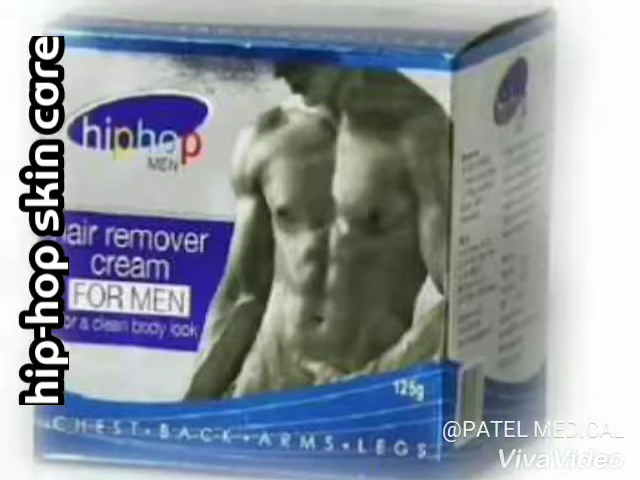 hip-hop skin care
hiphop
MEN
air remover
cream
FOR MEN
or a clean body look
125g
CHEST • BACK • ARMS • LEGS
@PATEL MEDICAL
VivaVideo